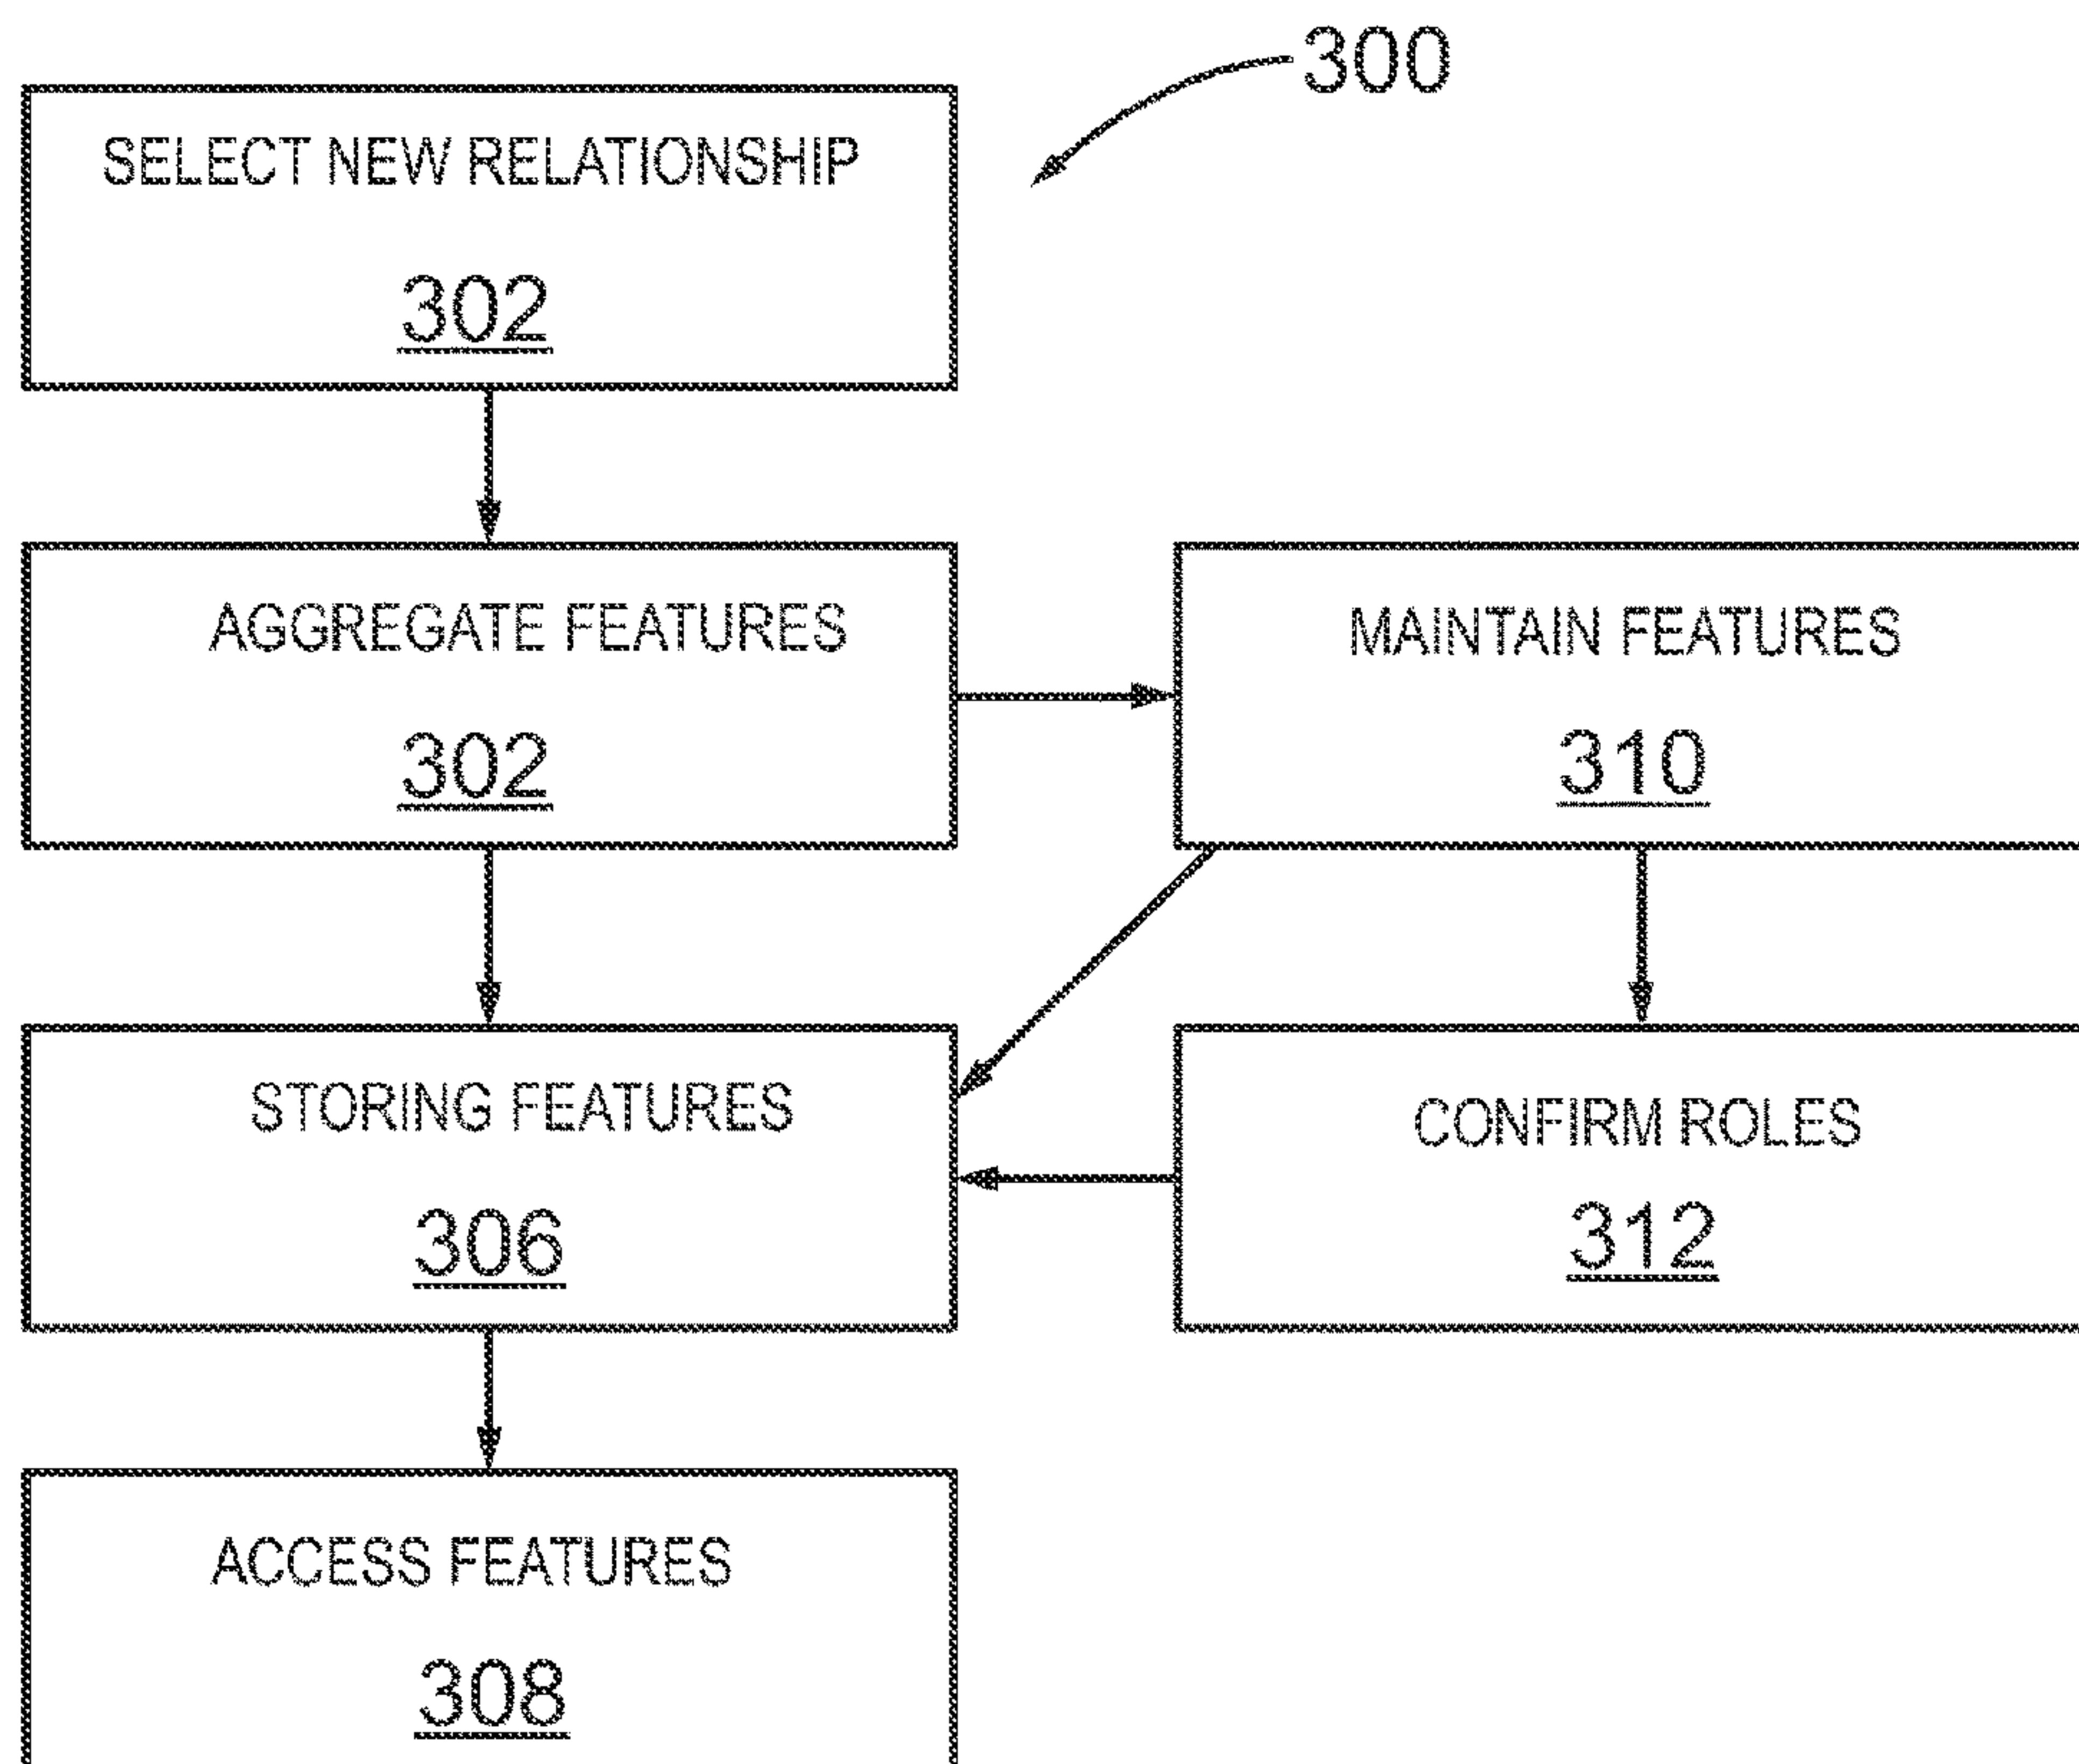 300
SELECT NEW RELATIONSHIP
302
AGGREGATE FEATURES
302
MAINTAIN FEATURES
310
STORING FEATURES
306
CONFIRM ROLES
312
ACCESS FEATURES
308